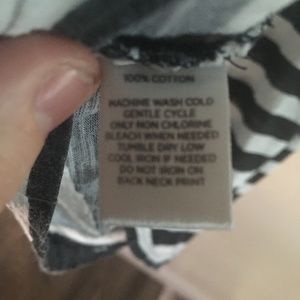 100% COTTON
MACHINE WASH COLD
GENTLE CYCLE
ONLY NON CHLORINE
BLEACH WHEN NEEDED
TUMBLE DRY LOW
COOL IRON IF NEEDED
DO NOT IRON ON
BACK NECK PRINT